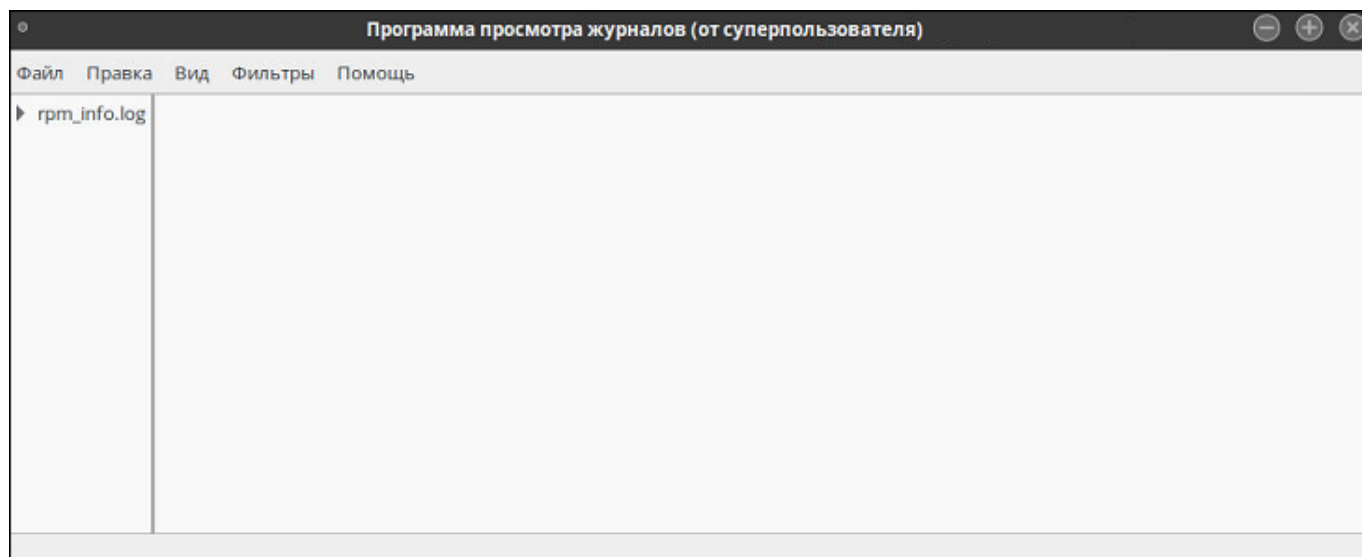 Программа просмотра журналов (от суперпользователя)
Файл Правка Вид Фильтры Помощь
rpm_info.log